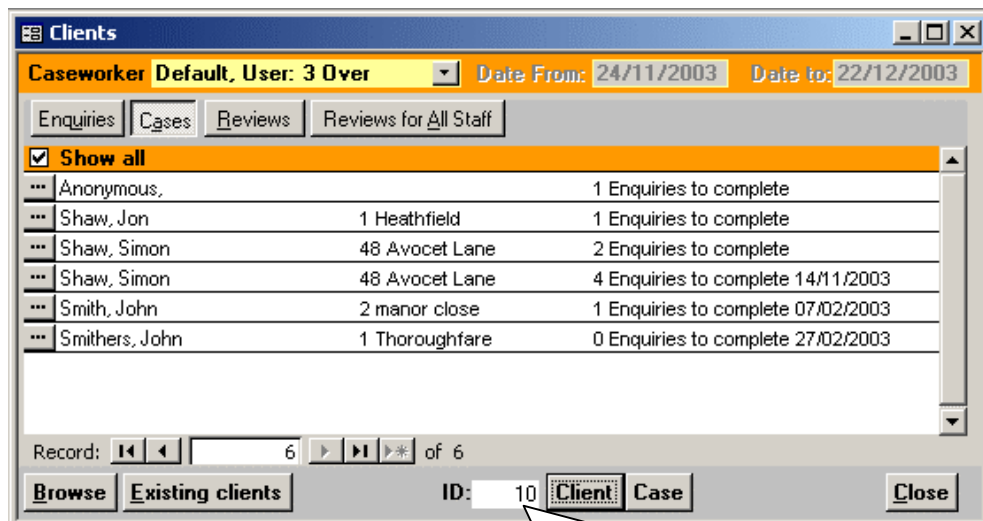 Clients
Caseworker Default, User: 3 Over Date From: 24/11/2003 Date to: 22/12/2003
Enquiries Cases Reviews Reviews for All Staff
Show all
Anonymous, 1 Enquiries to complete
Shaw, Jon 1 Heathfield 1 Enquiries to complete
Shaw, Simon 48 Avocet Lane 2 Enquiries to complete
Shaw, Simon 48 Avocet Lane 4 Enquiries to complete 14/11/2003
Smith, John 2 manor close 1 Enquiries to complete 07/02/2003
Smithers, John 1 Thoroughfare 0 Enquiries to complete 27/02/2003
Record: 6 of 6
Browse Existing clients ID: 10 Client Case Close